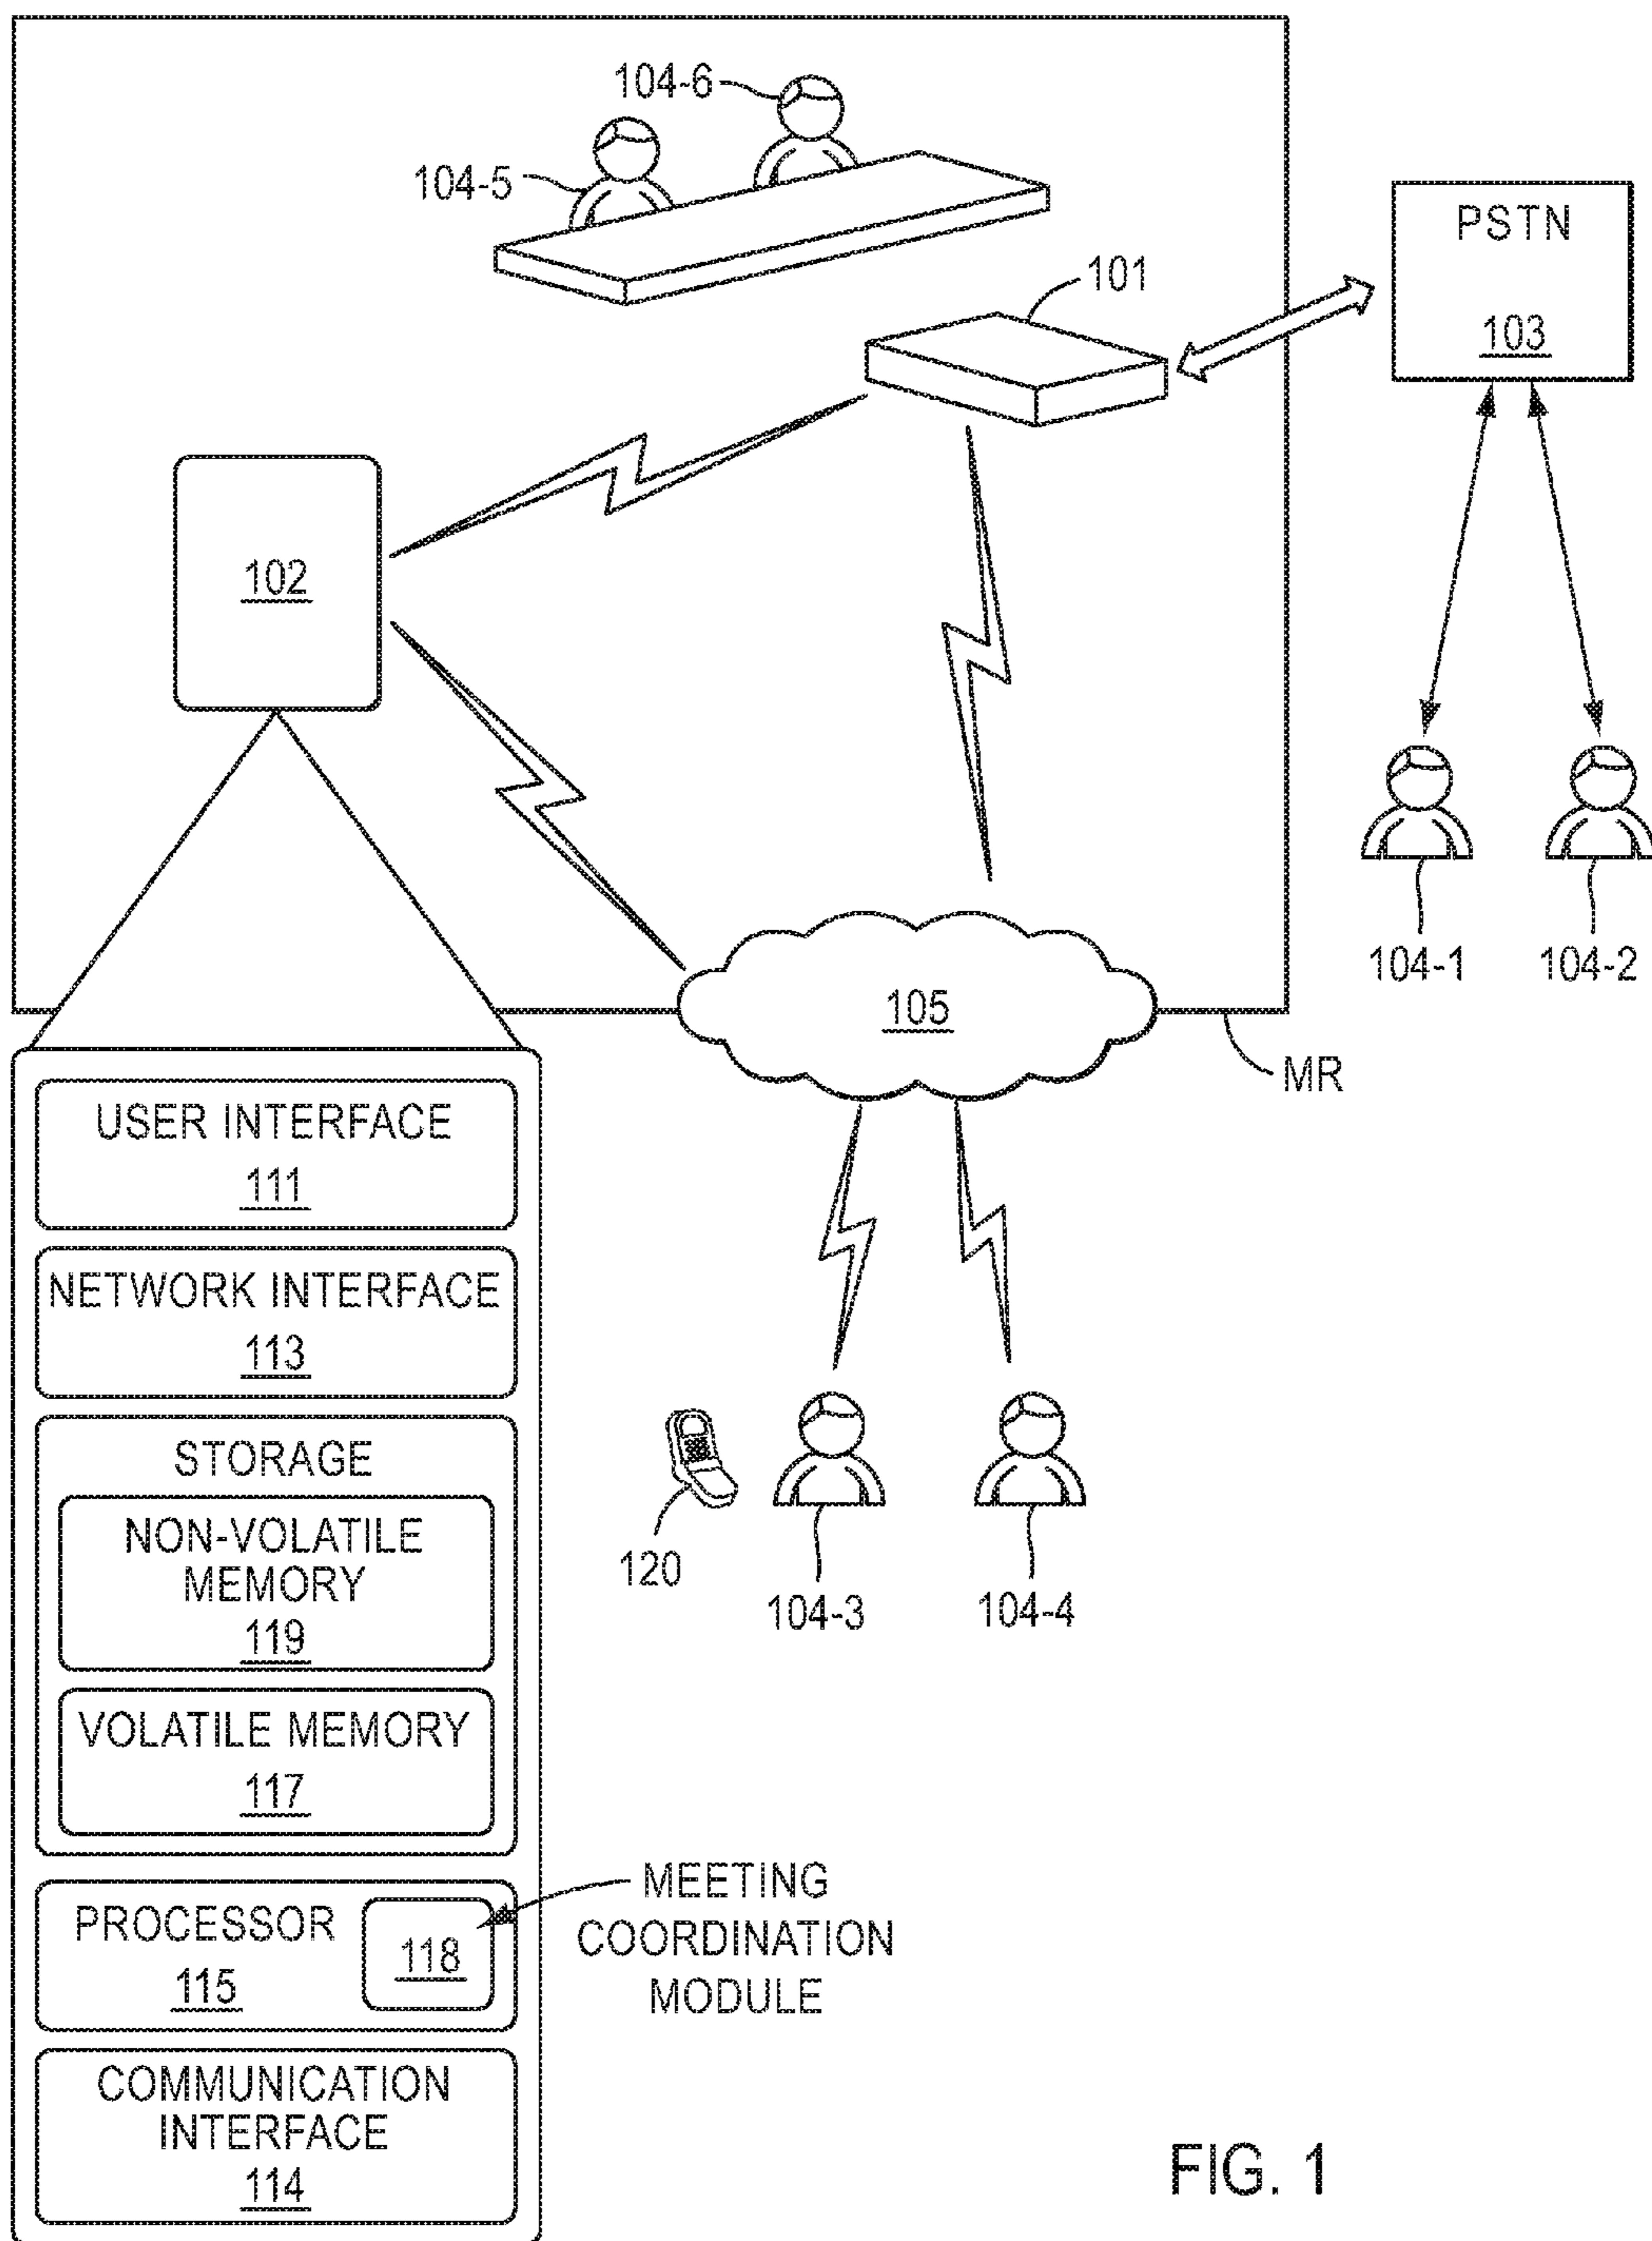 104-6
104-5
101
PSTN
103
102
104-1
104-2
105
MR
USER INTERFACE
111
NETWORK INTERFACE
113
STORAGE
NON-VOLATILE
MEMORY
119
VOLATILE MEMORY
117
120
104-3
104-4
PROCESSOR
115
118
MEETING
COORDINATION
MODULE
COMMUNICATION
INTERFACE
114
FIG. 1